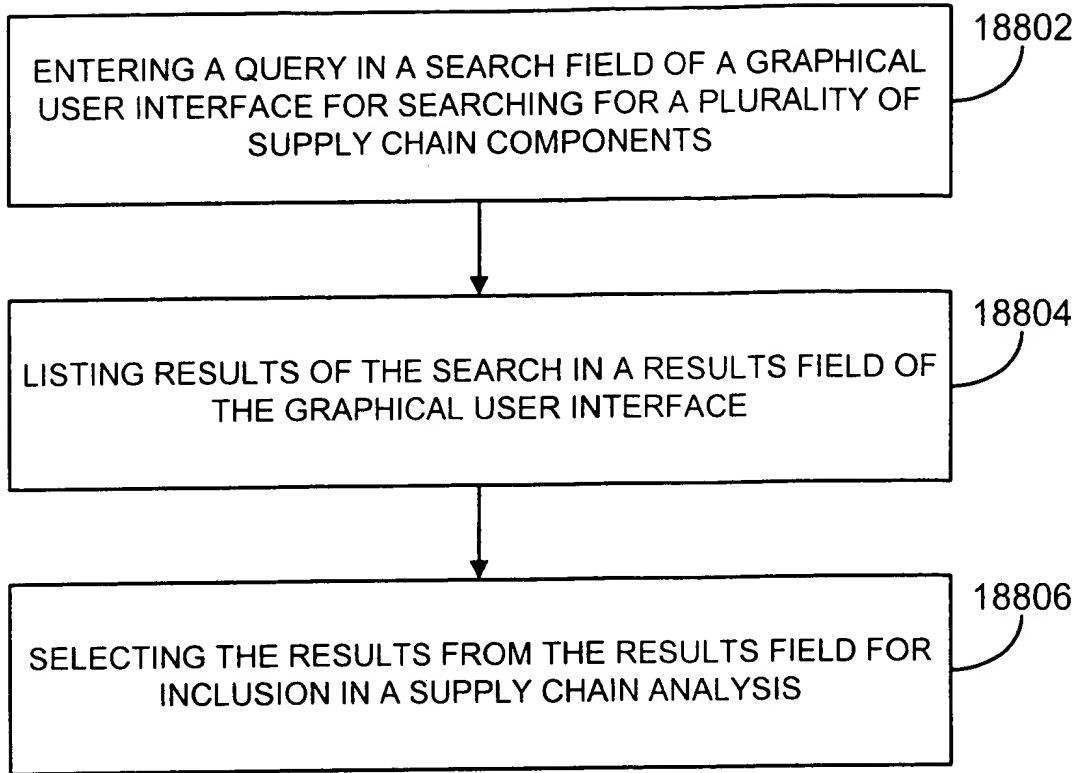 18802
ENTERING A QUERY IN A SEARCH FIELD OF A GRAPHICAL
USER INTERFACE FOR SEARCHING FOR A PLURALITY OF
SUPPLY CHAIN COMPONENTS
18804
LISTING RESULTS OF THE SEARCH IN A RESULTS FIELD OF
THE GRAPHICAL USER INTERFACE
18806
SELECTING THE RESULTS FROM THE RESULTS FIELD FOR
INCLUSION IN A SUPPLY CHAIN ANALYSIS